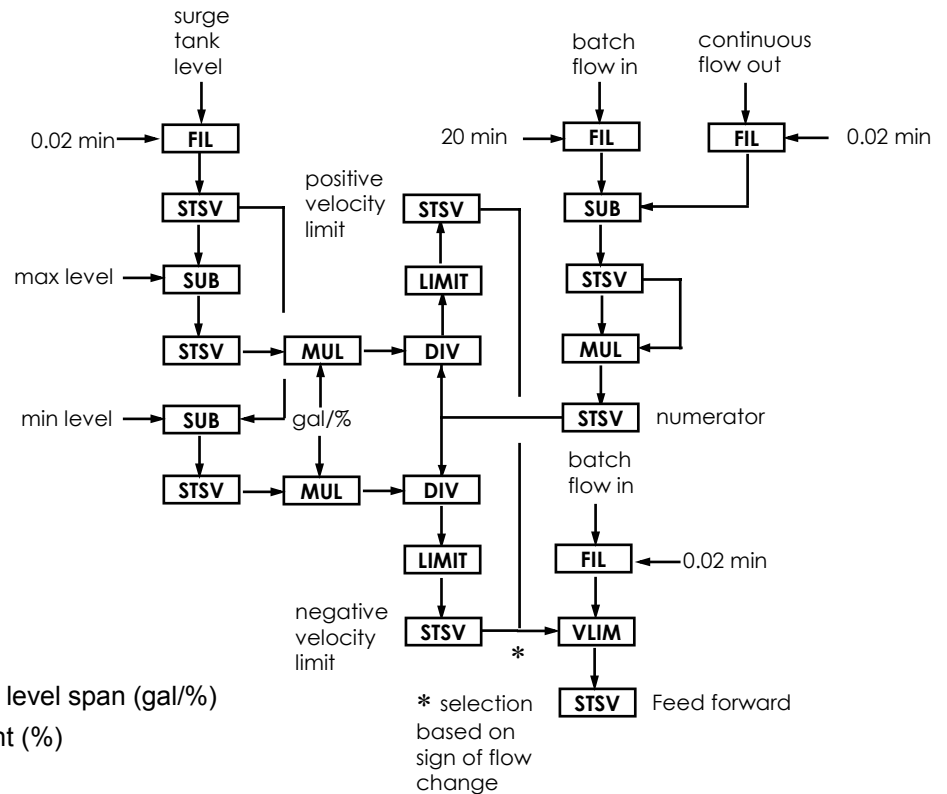 surge
tank
level
batch
flow in
continuous
flow out
0.02 min
FIL
20 min
FIL
FIL
0.02 min
positive
velocity
limit
STSV
STSV
SUB
max level
SUB
LIMIT
STSV
STSV
MUL
DIV
MUL
min level
SUB
gal/%
STSV
numerator
STSV
MUL
DIV
batch
flow in
LIMIT
FIL
0.02 min
negative
velocity
limit
STSV
VLIM
*
level span (gal/%)
* selection
based on
sign of flow
change
STSV
Feed forward
(%)